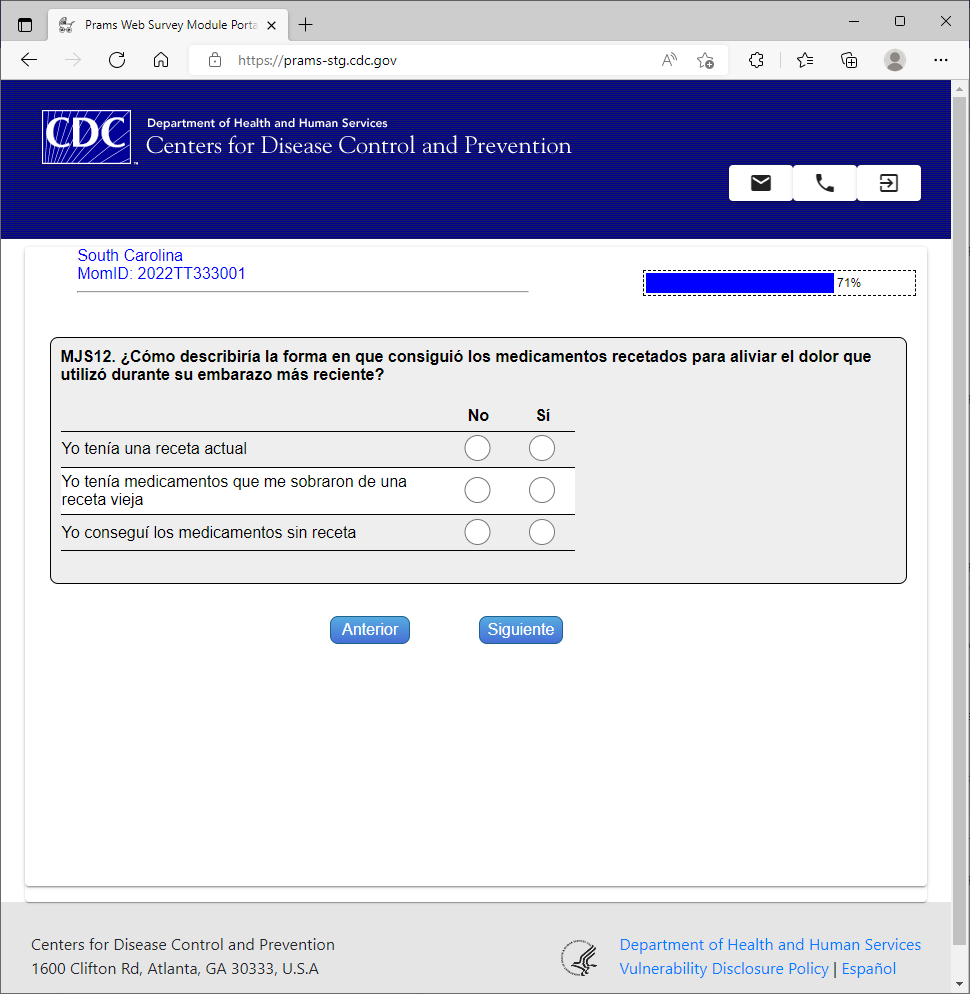 Prams Web Survey Module Porta
https://prams-stg.cdc.gov
CDC
Department of Health and Human Services
Centers for Disease Control and Prevention
South Carolina
MomID: 2022TT333001
71%
MJS12. ¿Cómo describiría la forma en que consiguió los medicamentos recetados para aliviar el dolor que
utilizó durante su embarazo más reciente?
No Sí
Yo tenía una receta actual
Yo tenía medicamentos que me sobraron de una
receta vieja
Yo conseguí los medicamentos sin receta
Anterior Siguiente
Centers for Disease Control and Prevention
1600 Clifton Rd, Atlanta, GA 30333, U.S.A
Department of Health and Human Services
Vulnerability Disclosure Policy | Español